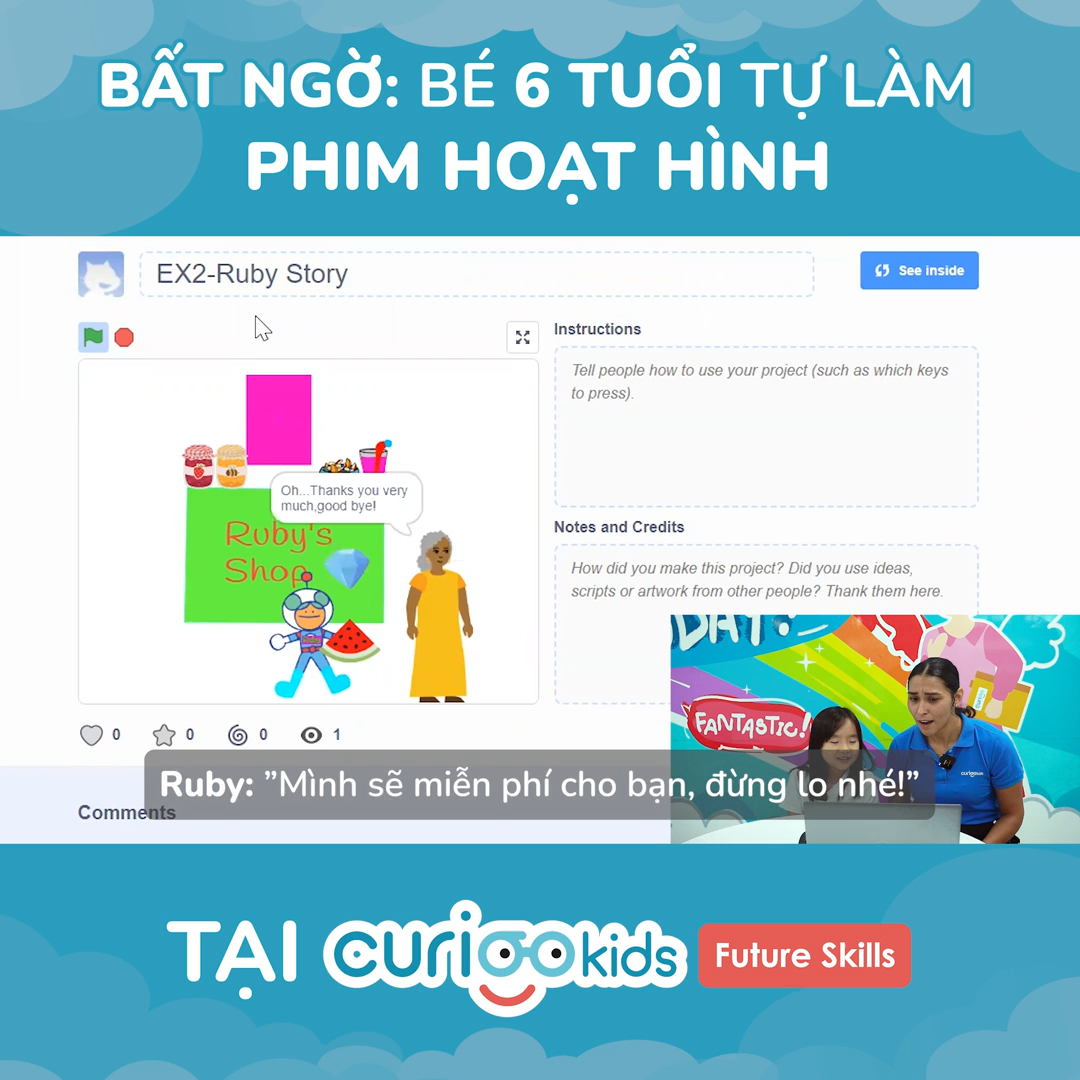 BẤT NGỜ: BÉ 6 TUỔI TỰ LÀM
PHIM HOẠT HÌNH
EX2-Ruby Story
See inside
Instructions
Tell people how to use your project (such as which keys
to press).
Oh...Thanks you very
much,good bye!
Ruby's
Shop
Notes and Credits
How did you make this project? Did you use ideas,
scripts or artwork from other people? Thank them here.
DAY!
FANTASTIC!
curiookids
0 0 0 1
Ruby: ”Mình sẽ miễn phí cho bạn, đừng lo nhé!”
Comments
TẠI curiookids Future Skills